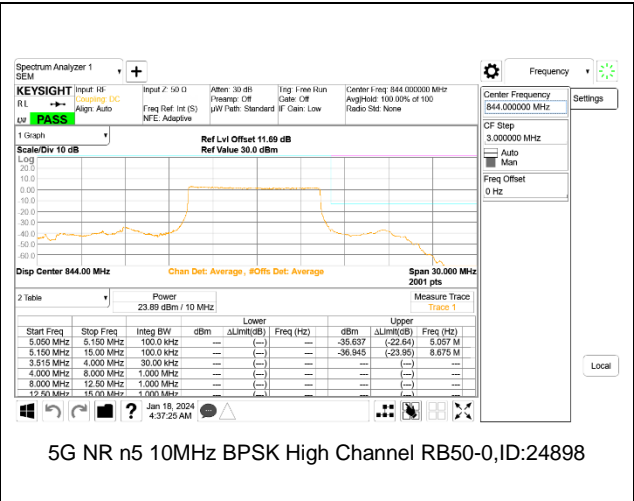 Spectrum Analyzer 1
SEM
+
Frequency
KEYSIGHT Input: RF Input Z: 50 Ω Atten: 30 dB Trig: Free Run Center Freq: 844.000000 MHz
RL Coupling: DC Preamp: Off Gate: Off Avg|Hold: 100.00% of 100
Align: Auto Freq Ref: Int (S) µW Path: Standard IF Gain: Low Radio Std: None
NFE: Adaptive
PASS
Center Frequency
844.000000 MHz
Settings
CF Step
3.000000 MHz
Auto
Man
Freq Offset
0 Hz
1 Graph
Ref Lvl Offset 11.69 dB
Scale/Div 10 dB Ref Value 30.0 dBm
Log
20.0
10.0
0.00
-10.0
-20.0
-30.0
-40.0
-50.0
-60.0
Disp Center 844.00 MHz Chan Det: Average, #Offs Det: Average Span 30.000 MHz
2001 pts
2 Table Power Measure Trace
23.89 dBm / 10 MHz Trace 1
Lower Upper
Start Freq Stop Freq Integ BW dBm ΔLimit(dB) Freq (Hz) dBm ΔLimit(dB) Freq (Hz)
5.050 MHz 5.150 MHz 100.0 kHz --- (---) --- -35.637 (-22.64) 5.057 M
5.150 MHz 15.00 MHz 100.0 kHz --- (---) --- -36.945 (-23.95) 8.675 M
3.515 MHz 4.000 MHz 30.00 kHz --- (---) --- --- (---) ---
4.000 MHz 8.000 MHz 1.000 MHz --- (---) --- --- (---) ---
8.000 MHz 12.50 MHz 1.000 MHz --- (---) --- --- (---) ---
12.50 MHz 15.00 MHz 1.000 MHz --- (---) --- --- (---) ---
Local
? Jan 18, 2024
4:37:25 AM
5G NR n5 10MHz BPSK High Channel RB50-0,ID:24898